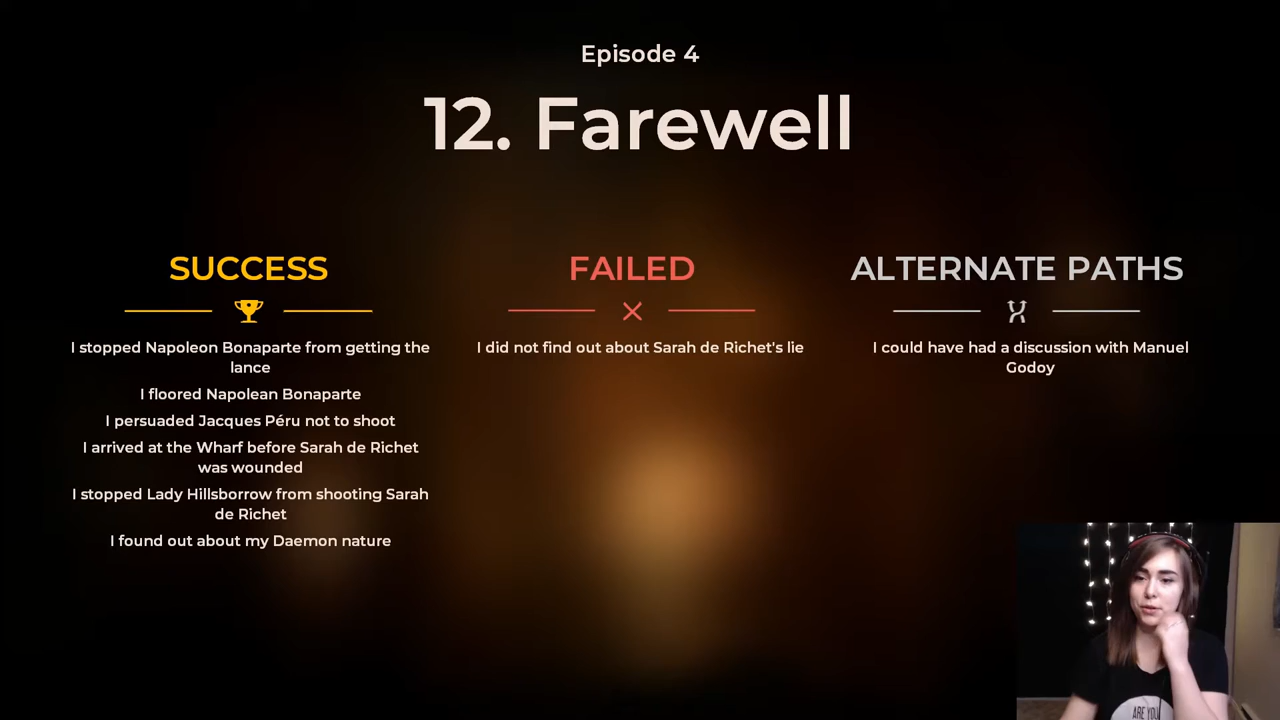 Episode 4
12. Farewell
SUCCESS
I stopped Napoleon Bonaparte from getting the
lance
I floored Napolean Bonaparte
I persuaded Jacques Péru not to shoot
I arrived at the Wharf before Sarah de Richet
was wounded
I stopped Lady Hillsborrow from shooting Sarah
de Richet
I found out about my Daemon nature
FAILED
I did not find out about Sarah de Richet's lie
ALTERNATE PATHS
I could have had a discussion with Manuel
Godoy
ARE YOU